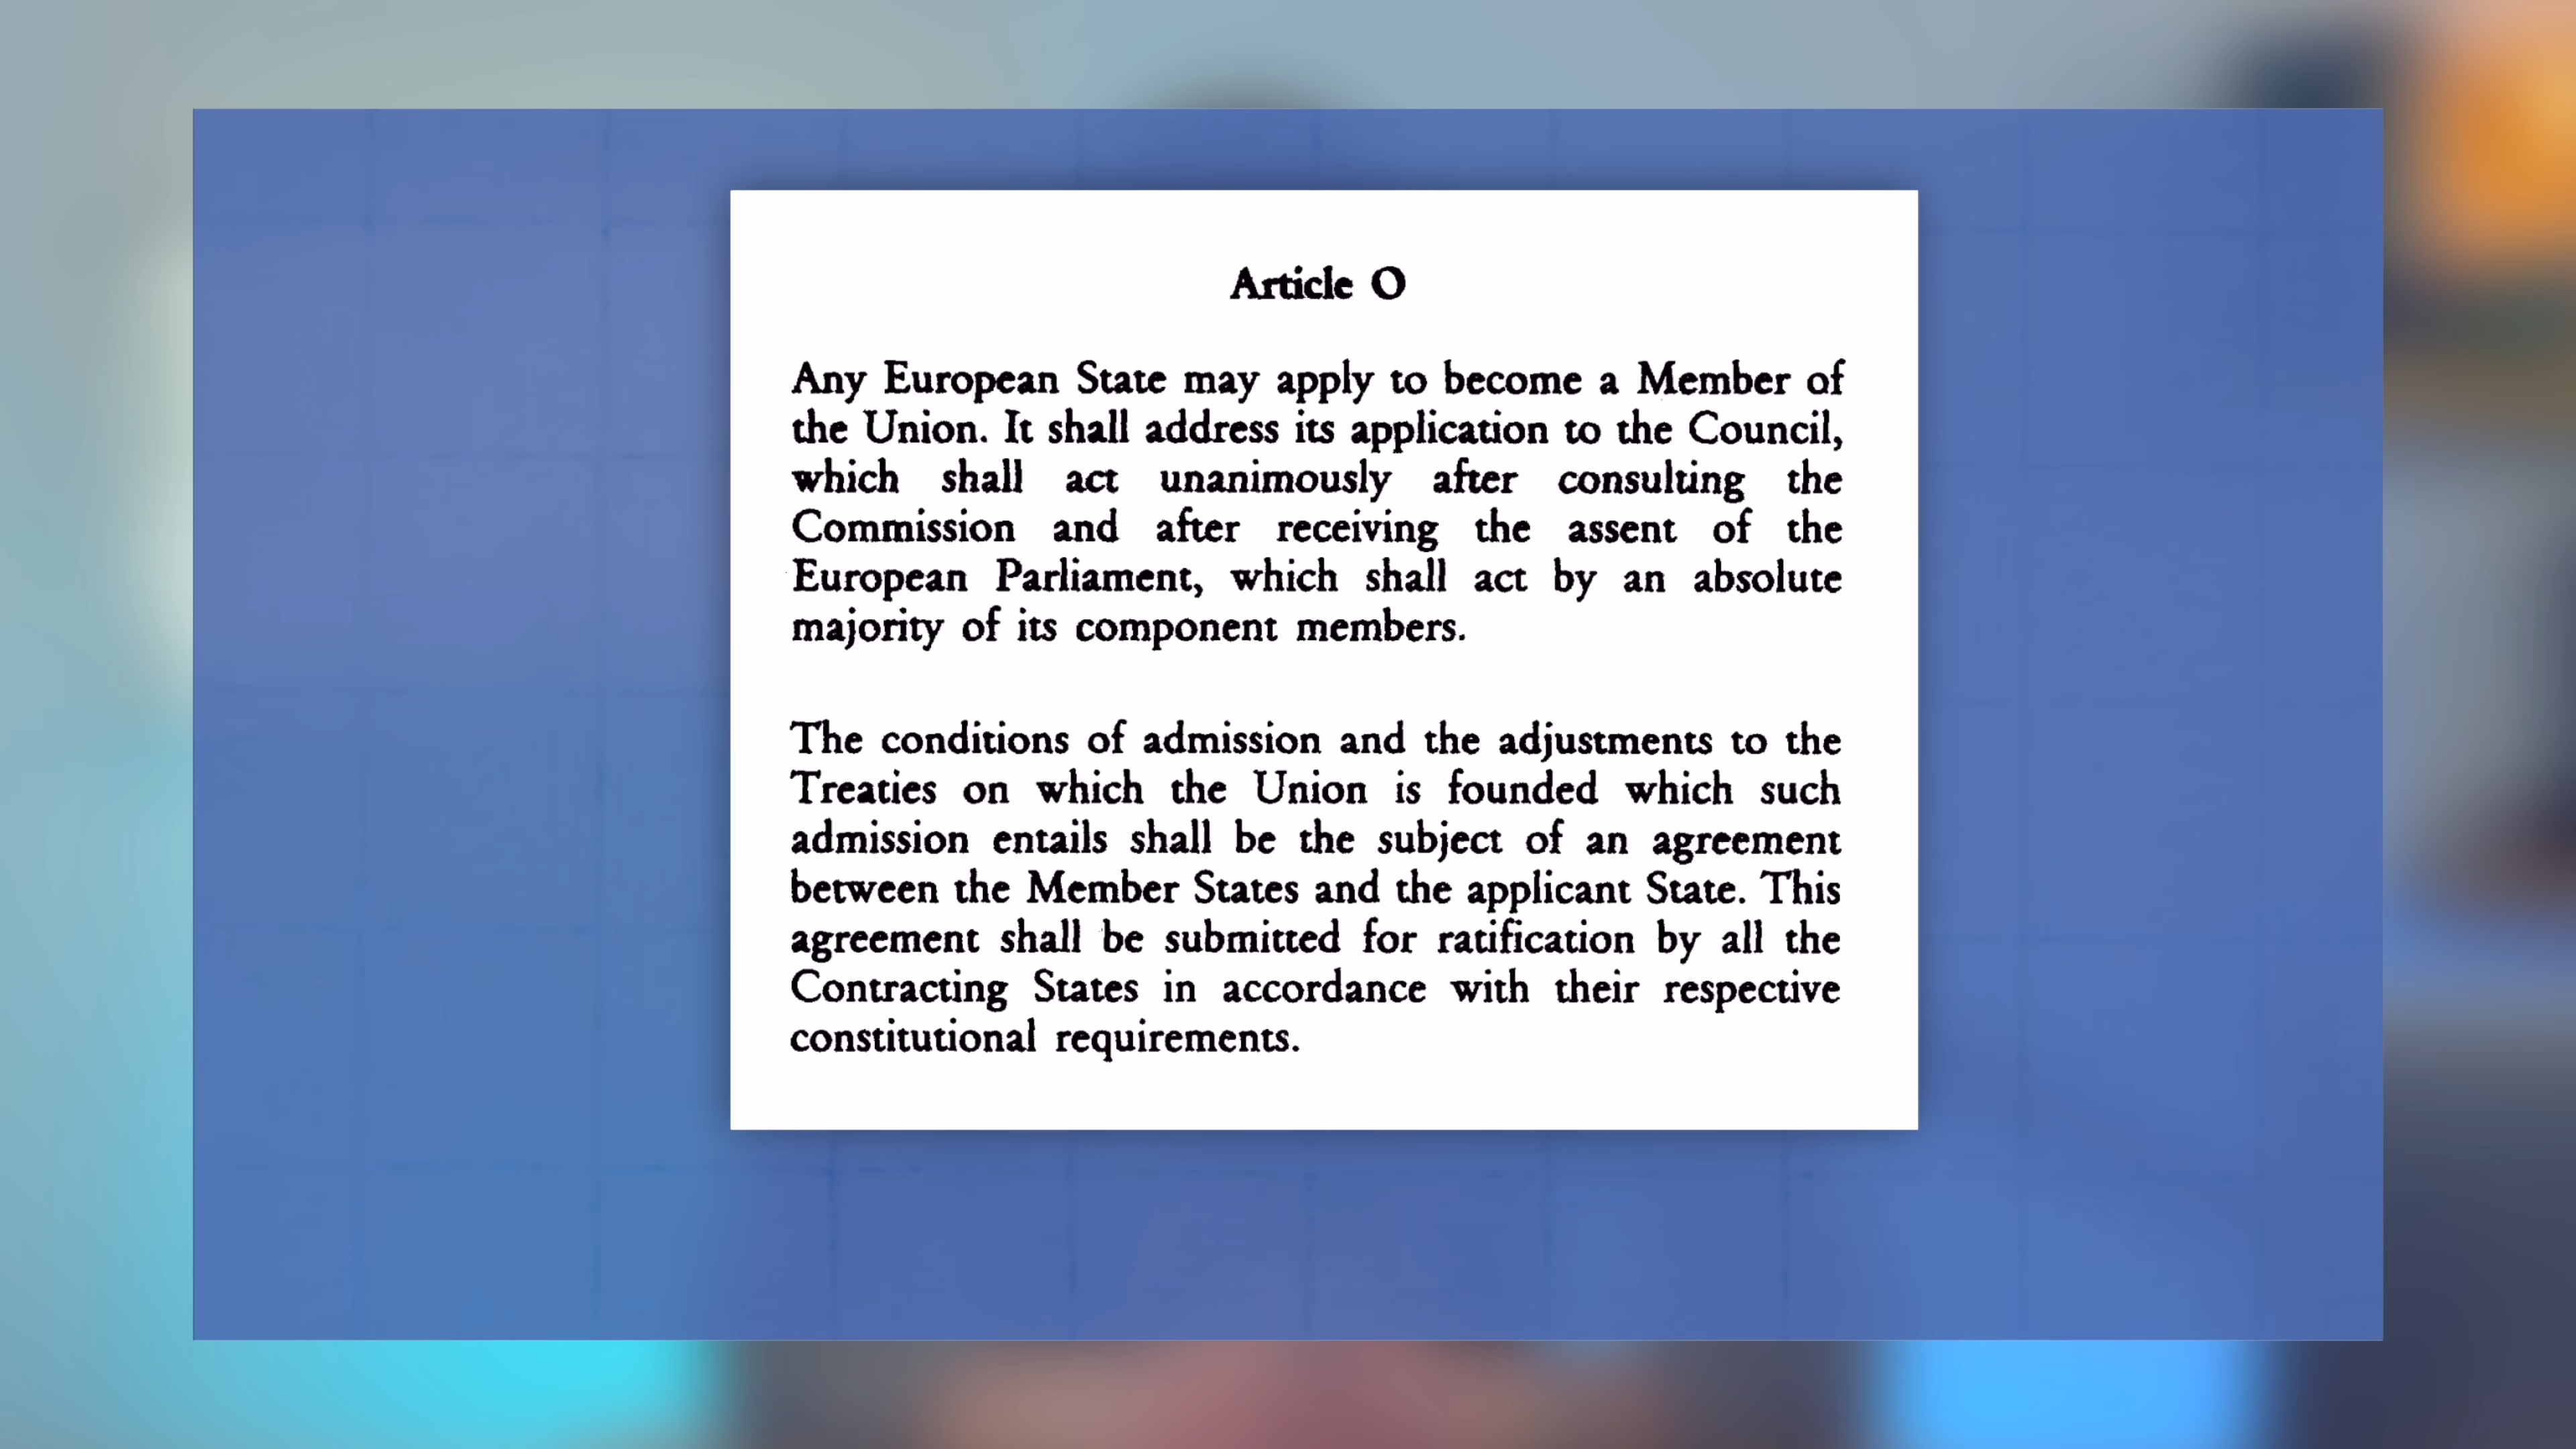 Article O
Any European State may apply to become a Member of
the Union. It shall address its application to the Council,
which shall act unanimously after consulting the
Commission and after receiving the assent of the
European Parliament, which shall act by an absolute
majority of its component members.
The conditions of admission and the adjustments to the
Treaties on which the Union is founded which such
admission entails shall be the subject of an agreement
between the Member States and the applicant State. This
agreement shall be submitted for ratification by all the
Contracting States in accordance with their respective
constitutional requirements.